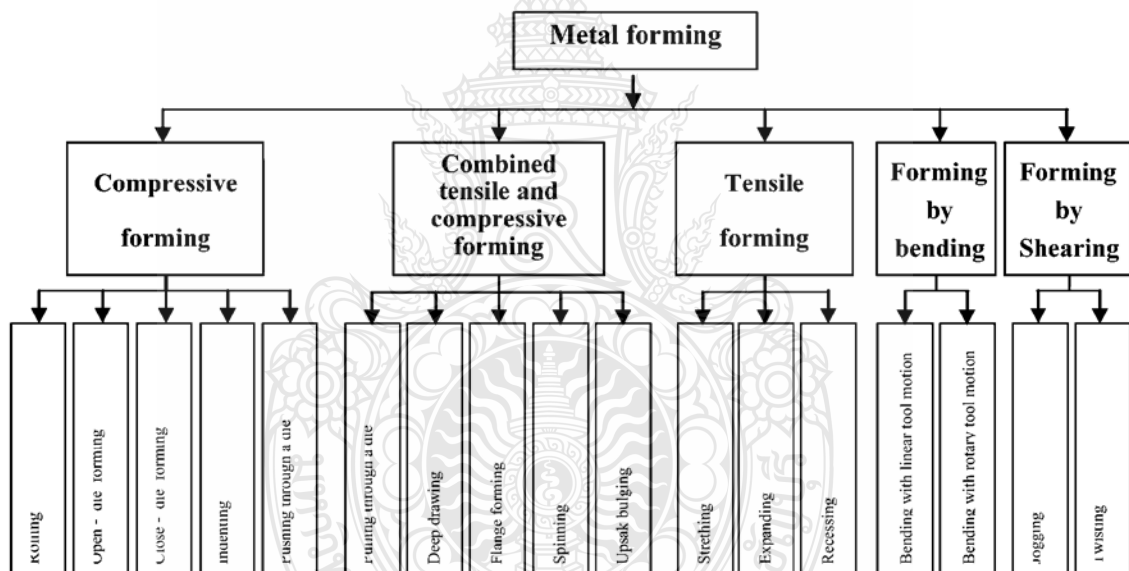 Metal forming
Compressive
forming
Combined
tensile and
compressive
forming
Tensile
forming
Forming
by
bending
Forming
by
Shearing
Rolling
Open - die forming
Close - die forming
Indenting
Pushing through a die
Pulling through a die
Deep drawing
Flange forming
Spinning
Upsak bulging
Strething
Expanding
Recessing
Bending with linear tool motion
Bending with rotary tool motion
Jogging
Twisting